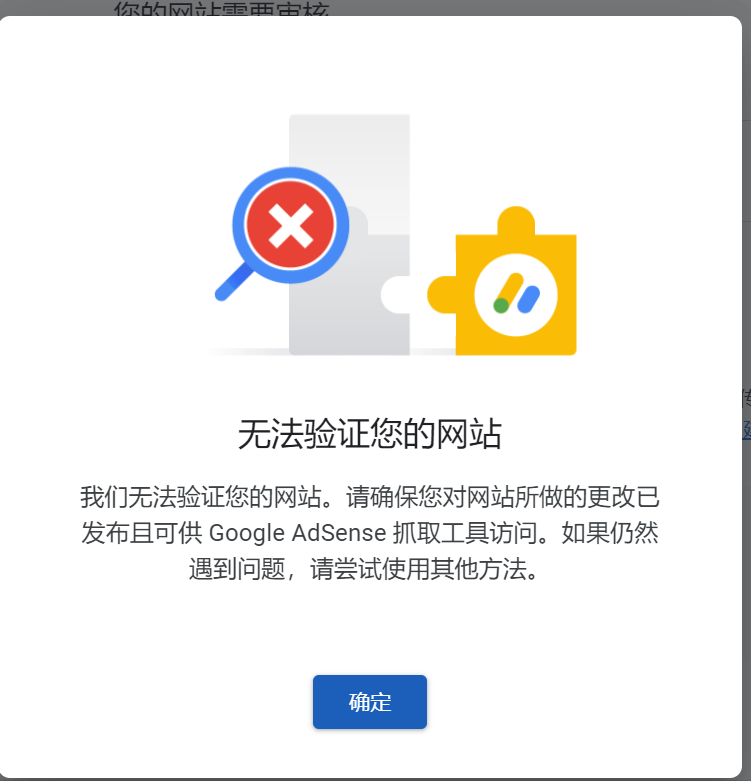 您的网站需要审核
无法验证您的网站
我们无法验证您的网站。请确保您对网站所做的更改已
发布且可供 Google AdSense 抓取工具访问。如果仍然
遇到问题，请尝试使用其他方法。
确定